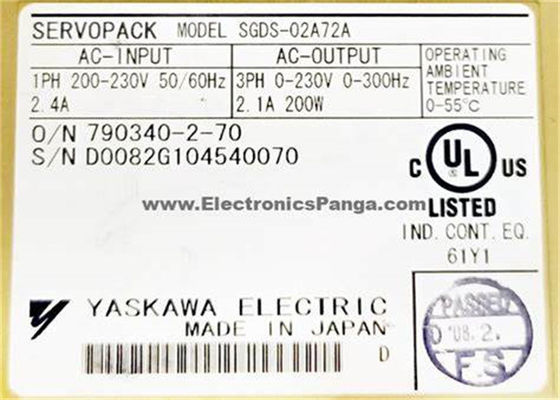 SERVOPACK MODEL SGDS-02A72A
AC-INPUT AC-OUTPUT OPERATING
AMBIENT
TEMPERATURE
0-55℃
1PH 200-230V 50/60Hz 3PH 0-230V 0-300Hz
2.4A 2.1A 200W
O/N 790340-2-70
S/N D0082G104540070
C UL US
LISTED
IND. CONT. EQ.
61Y1
www.ElectronicsPanga.com
YASKAWA ELECTRIC
MADE IN JAPAN
D
PASSED
D '08.2.
F.S